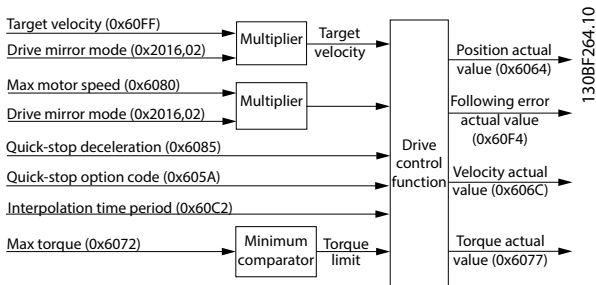 Target velocity (0x60FF)
Drive mirror mode (0x2016,02)
Multiplier
Target
velocity
Max motor speed (0x6080)
Drive mirror mode (0x2016,02)
Multiplier
Quick-stop deceleration (0x6085)
Quick-stop option code (0x605A)
Interpolation time period (0x60C2)
Max torque (0x6072)
Minimum
comparator
Torque
limit
Drive
control
function
Position actual
value (0x6064)
Following error
actual value
(0x60F4)
Velocity actual
value (0x606C)
Torque actual
value (0x6077)
130BF264.10